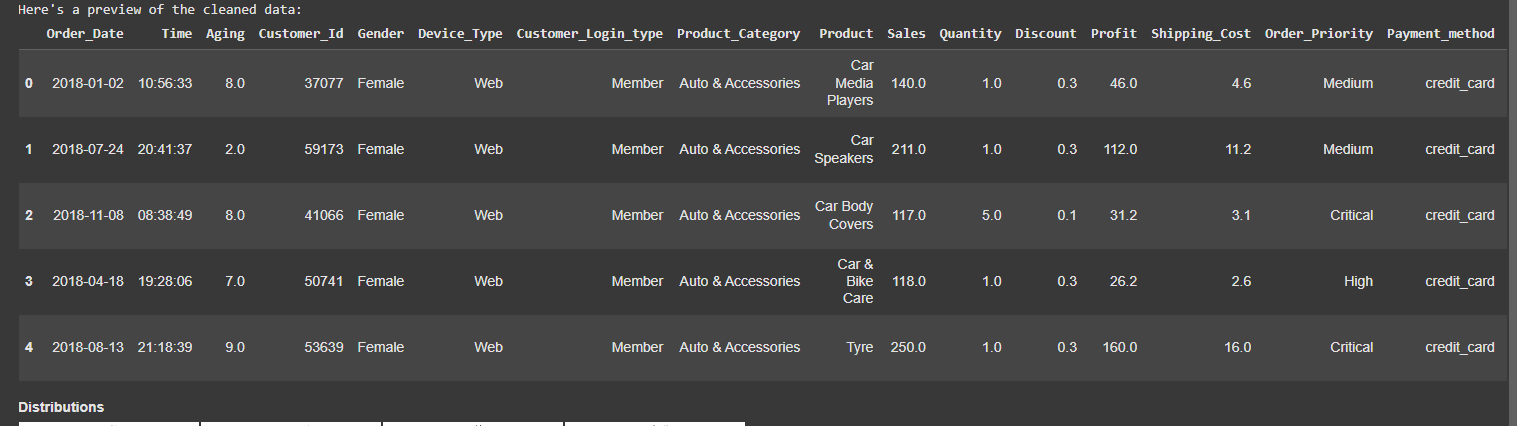 Here's a preview of the cleaned data:
Order_Date Time Aging Customer_Id Gender Device_Type Customer_Login_type Product_Category Product Sales Quantity Discount Profit Shipping_Cost Order_Priority Payment_method
0 2018-01-02 10:56:33 8.0 37077 Female Web Member Auto & Accessories Car Media Players 140.0 1.0 0.3 46.0 4.6 Medium credit_card
1 2018-07-24 20:41:37 2.0 59173 Female Web Member Auto & Accessories Car Speakers 211.0 1.0 0.3 112.0 11.2 Medium credit_card
2 2018-11-08 08:38:49 8.0 41066 Female Web Member Auto & Accessories Car Body Covers 117.0 5.0 0.1 31.2 3.1 Critical credit_card
3 2018-04-18 19:28:06 7.0 50741 Female Web Member Auto & Accessories Car & Bike Care 118.0 1.0 0.3 26.2 2.6 High credit_card
4 2018-08-13 21:18:39 9.0 53639 Female Web Member Auto & Accessories Tyre 250.0 1.0 0.3 160.0 16.0 Critical credit_card
Distributions